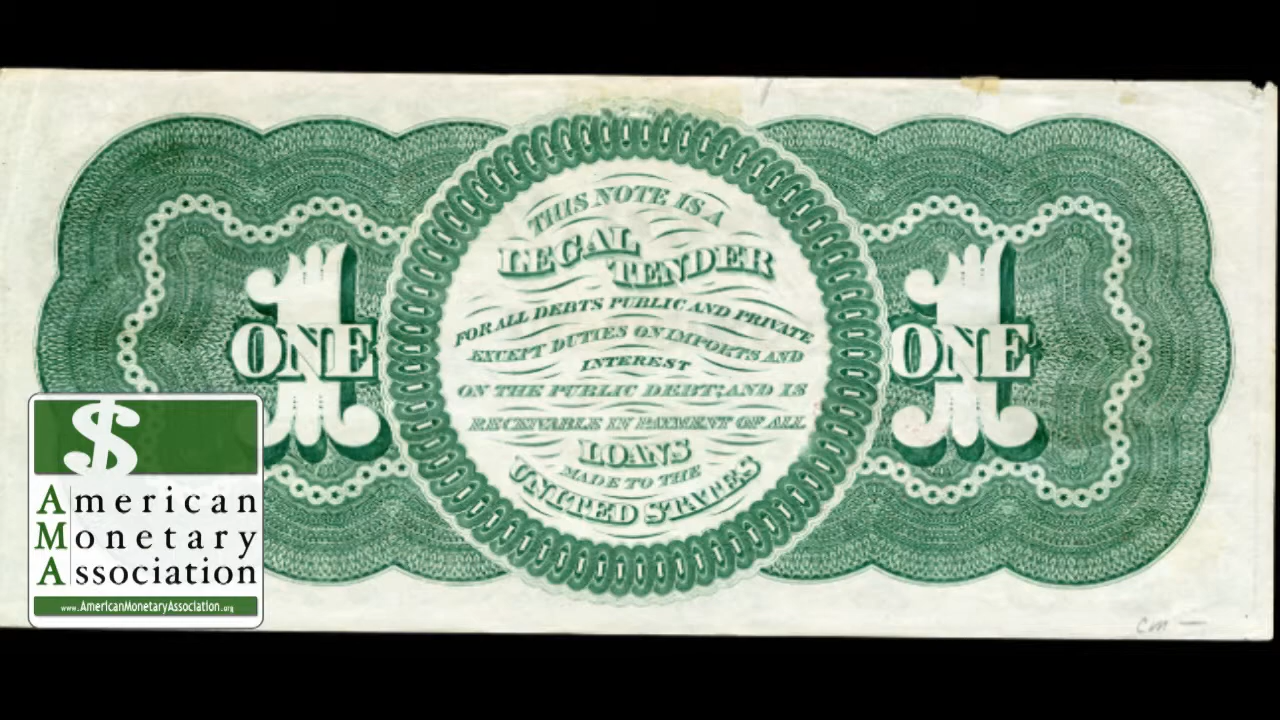 THIS NOTE IS A
LEGAL
TENDER
FOR ALL DEBTS PUBLIC AND PRIVATE
EXCEPT DUTIES ON IMPORTS AND
INTEREST
ON THE PUBLIC DEBT; AND IS
RECEIVABLE IN PAYMENT OF ALL
LOANS
MADE TO THE
UNITED STATES
1
ONE
1
ONE
$
American
Monetary
Association
www.AmericanMonetaryAssociation.org